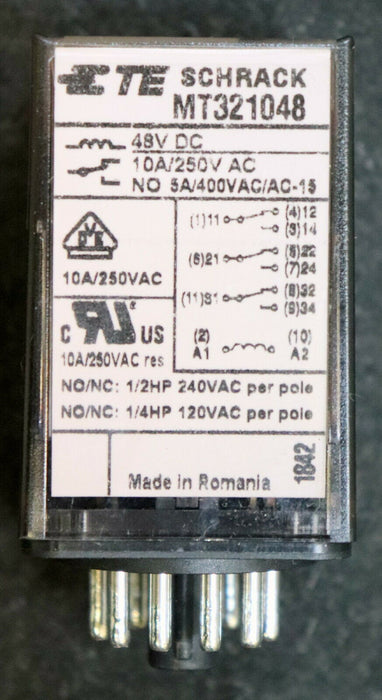 TE SCHRACK
MT321048
48V DC
10A/250V AC
NO 5A/400VAC/AC-15
(1)11 (4)12
(3)14
(6)21 (5)22
(7)24
(11)31 (8)32
(9)34
(2) (10)
A1 A2
VDE
10A/250VAC
C UR US
10A/250VAC res
NO/NC: 1/2HP 240VAC per pole
NO/NC: 1/4HP 120VAC per pole
1842
Made in Romania